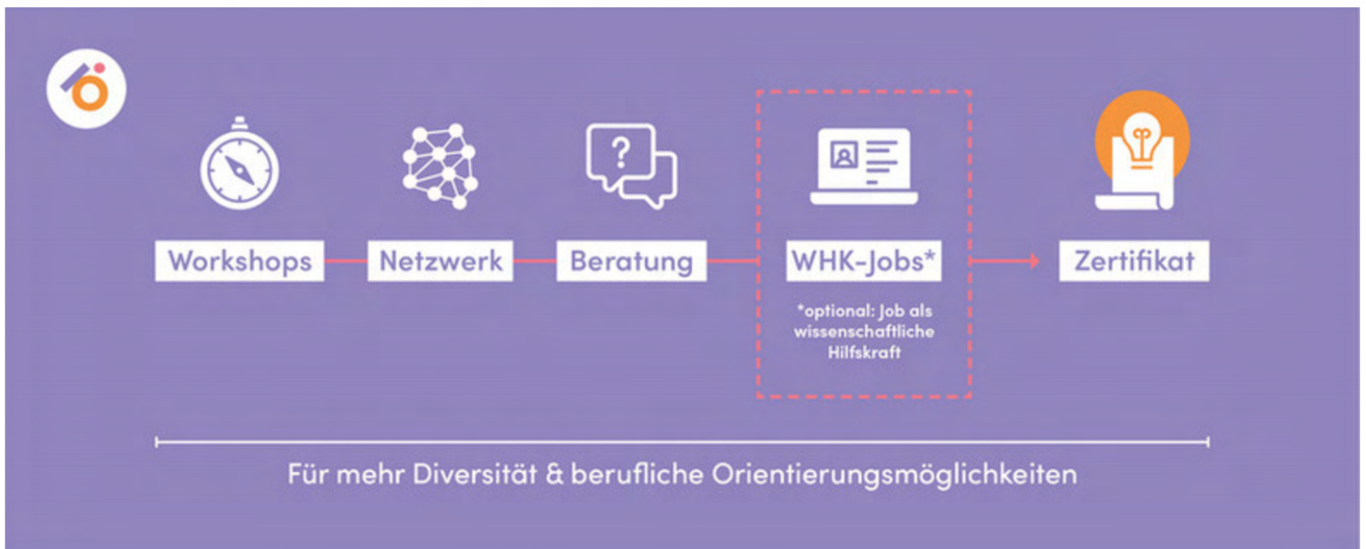 Workshops
Netzwerk
Beratung
WHK-Jobs*
Zertifikat
*optional: Job als
wissenschaftliche
Hilfskraft
Für mehr Diversität & berufliche Orientierungsmöglichkeiten